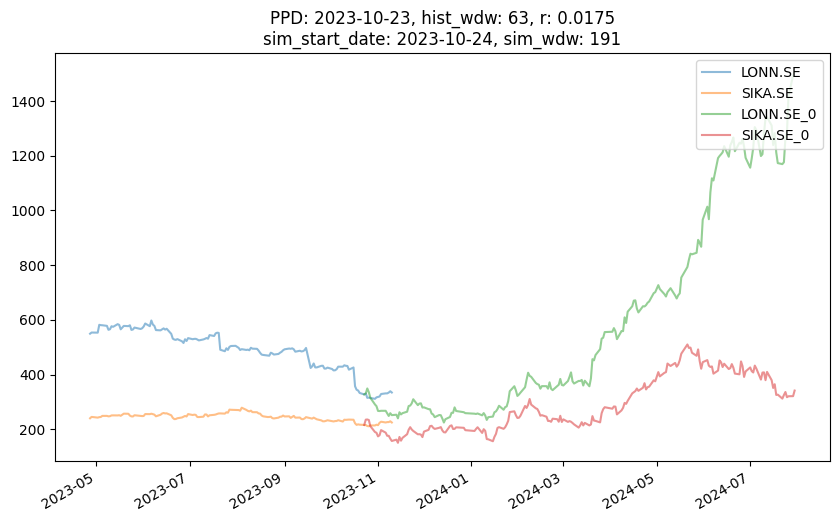 PPD: 2023-10-23, hist_wdw: 63, r: 0.0175
sim_start_date: 2023-10-24, sim_wdw: 191
LONN.SE
SIKA.SE
LONN.SE_0
SIKA.SE_0
1400
1200
1000
800
600
400
200
2023-05
2023-07
2023-09
2023-11
2024-01
2024-03
2024-05
2024-07